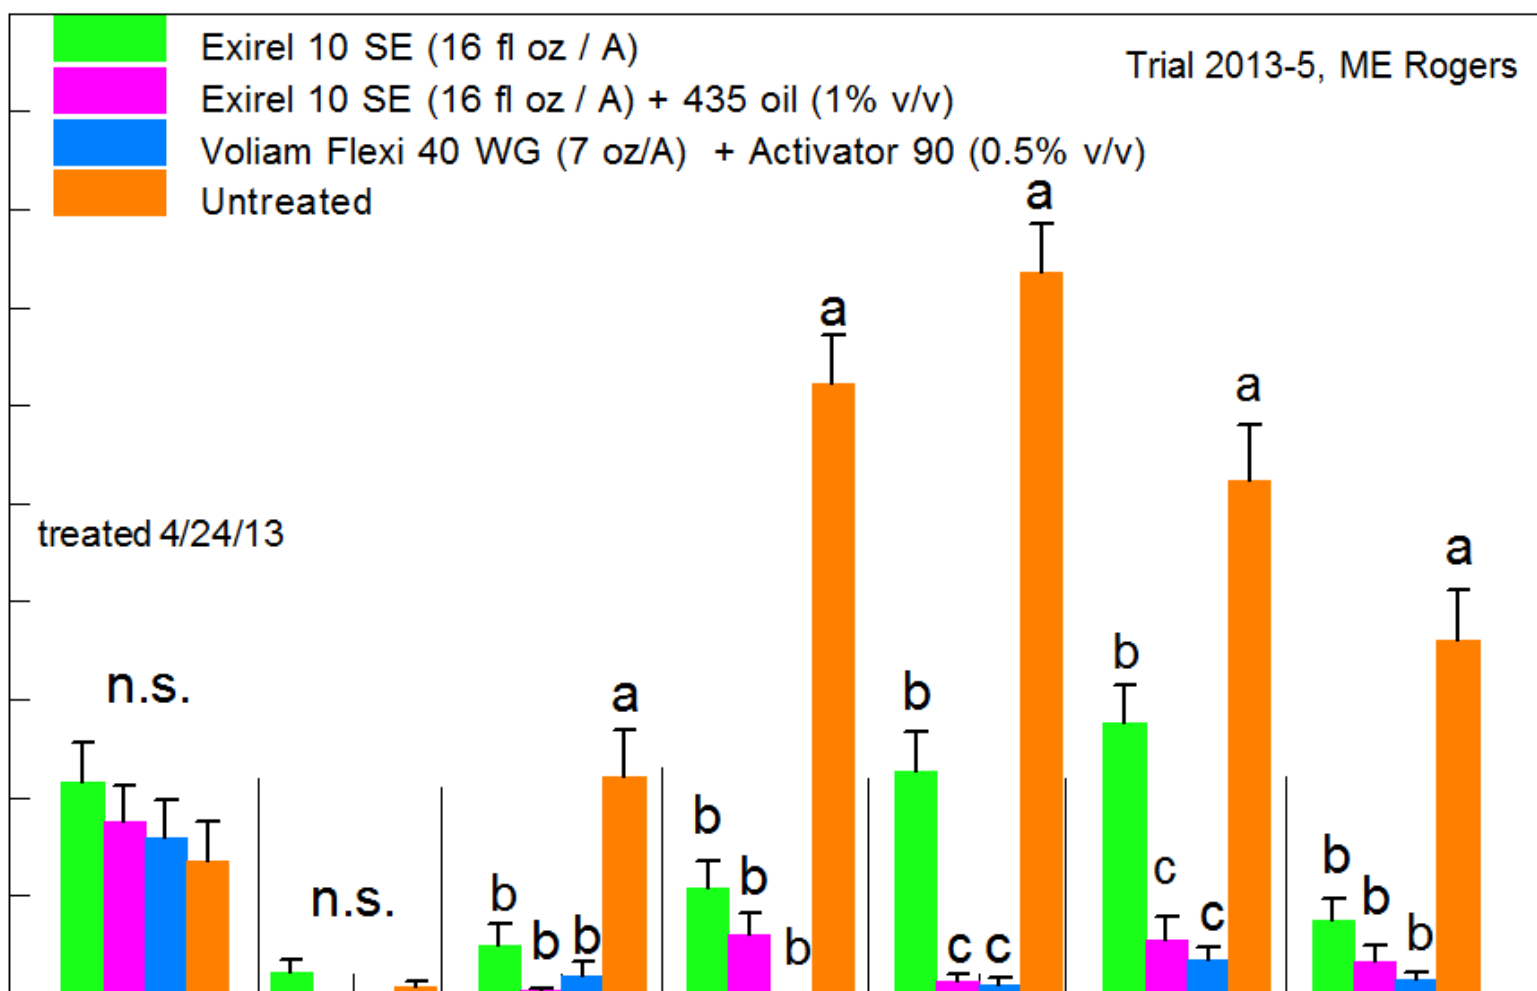 Exirel 10 SE (16 fl oz / A)
Trial 2013-5, ME Rogers
Exirel 10 SE (16 fl oz / A) + 435 oil (1% v/v)
Voliam Flexi 40 WG (7 oz/A) + Activator 90 (0.5% v/v)
Untreated
a
a
a
treated 4/24/13
a
b
n.s.
b
a
b
b
c
b
b
n.s.
b
b
c
b
b
b
b
c c